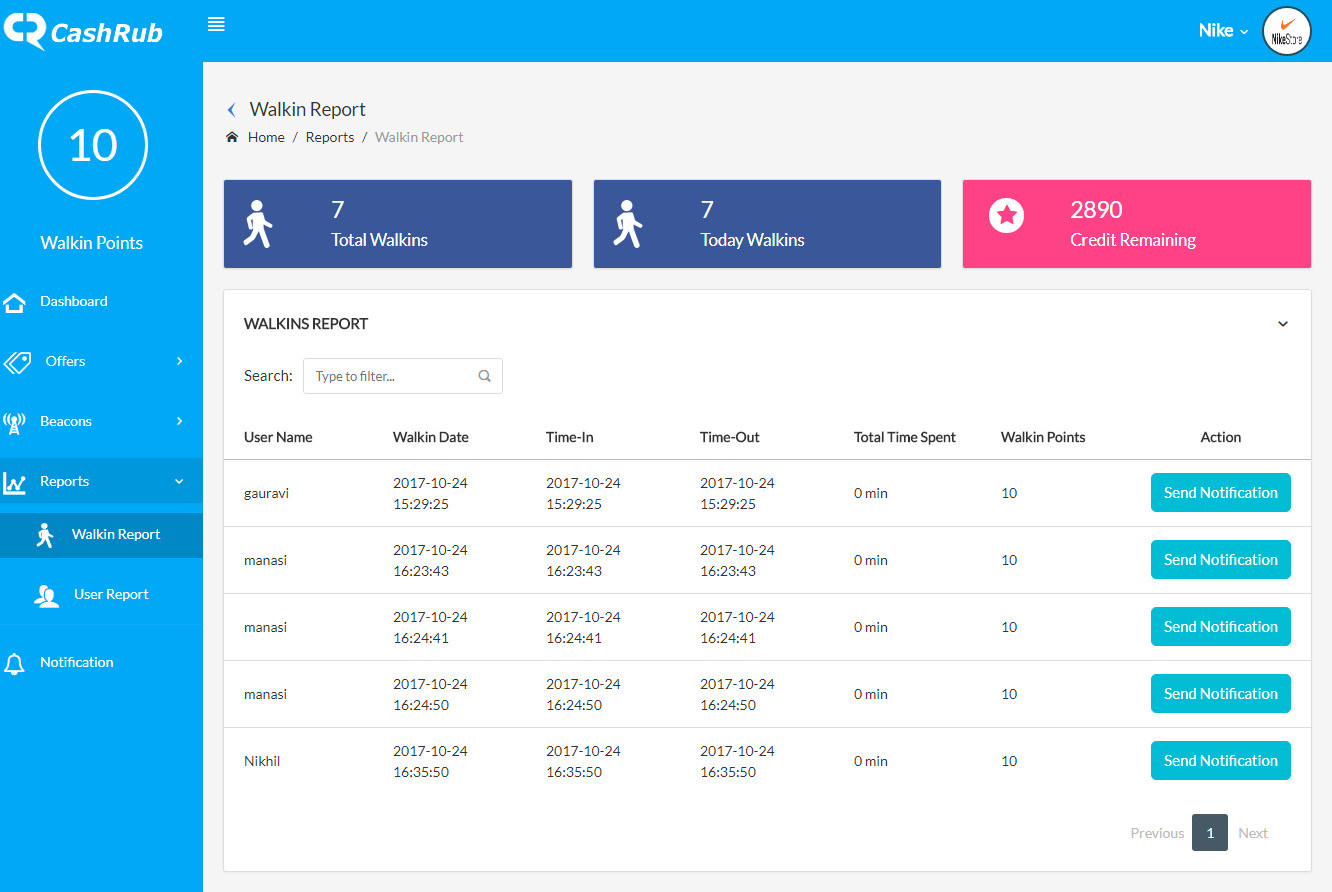 CashRub
Nike
NikeStore
10
Walkin Points
Dashboard
Offers
Beacons
Reports
Walkin Report
User Report
Notification
Walkin Report
Home / Reports / Walkin Report
7
Total Walkins
7
Today Walkins
2890
Credit Remaining
WALKINS REPORT
Search: Type to filter...
User Name Walkin Date Time-In Time-Out Total Time Spent Walkin Points Action
gauravi 2017-10-24 15:29:25 2017-10-24 15:29:25 2017-10-24 15:29:25 0 min 10 Send Notification
manasi 2017-10-24 16:23:43 2017-10-24 16:23:43 2017-10-24 16:23:43 0 min 10 Send Notification
manasi 2017-10-24 16:24:41 2017-10-24 16:24:41 2017-10-24 16:24:41 0 min 10 Send Notification
manasi 2017-10-24 16:24:50 2017-10-24 16:24:50 2017-10-24 16:24:50 0 min 10 Send Notification
Nikhil 2017-10-24 16:35:50 2017-10-24 16:35:50 2017-10-24 16:35:50 0 min 10 Send Notification
Previous 1 Next